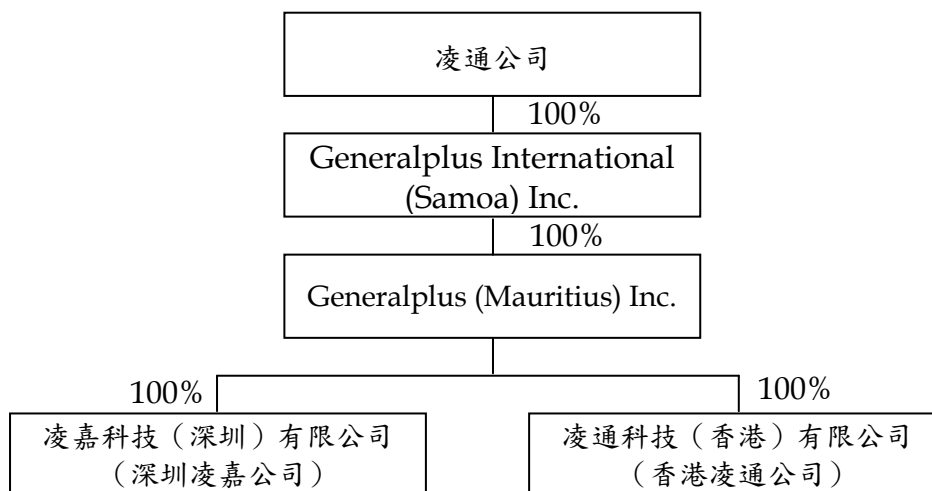 凌通公司
100%
Generalplus International
(Samoa) Inc.
100%
Generalplus (Mauritius) Inc.
100%
100%
凌嘉科技（深圳）有限公司
（深圳凌嘉公司）
凌通科技（香港）有限公司
（香港凌通公司）